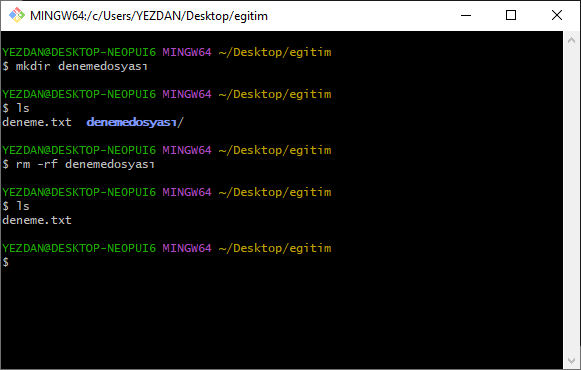 MINGW64:/c/Users/YEZDAN/Desktop/egitim
YEZDAN@DESKTOP-NEOPUI6 MINGW64 ~/Desktop/egitim
$ mkdir denemedosyası
YEZDAN@DESKTOP-NEOPUI6 MINGW64 ~/Desktop/egitim
$ ls
deneme.txt  denemedosyası/
YEZDAN@DESKTOP-NEOPUI6 MINGW64 ~/Desktop/egitim
$ rm -rf denemedosyası
YEZDAN@DESKTOP-NEOPUI6 MINGW64 ~/Desktop/egitim
$ ls
deneme.txt
YEZDAN@DESKTOP-NEOPUI6 MINGW64 ~/Desktop/egitim
$